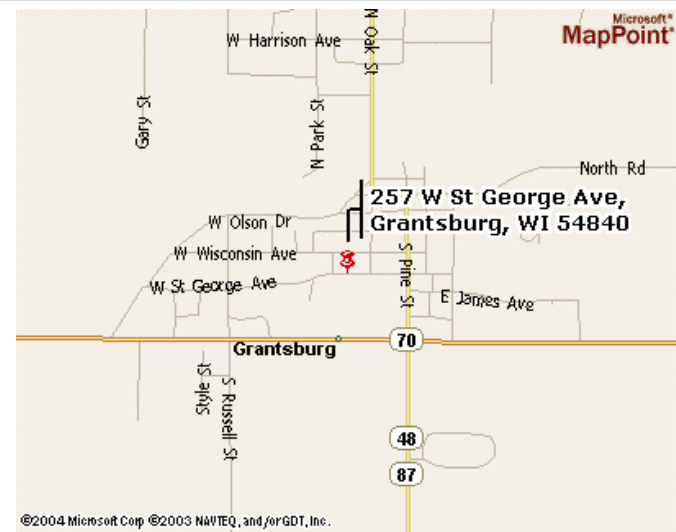 Microsoft®
MapPoint®
W Harrison Ave
N Oak St
Gary St
N Park St
North Rd
257 W St George Ave,
Grantsburg, WI 54840
W Olson Dr
W Wisconsin Ave
S Pine St
W St George Ave
E James Ave
70
Grantsburg
Style St
S Russell St
48
87
©2004 Microsoft Corp ©2003 NAVTEQ, and/or GDT, Inc.